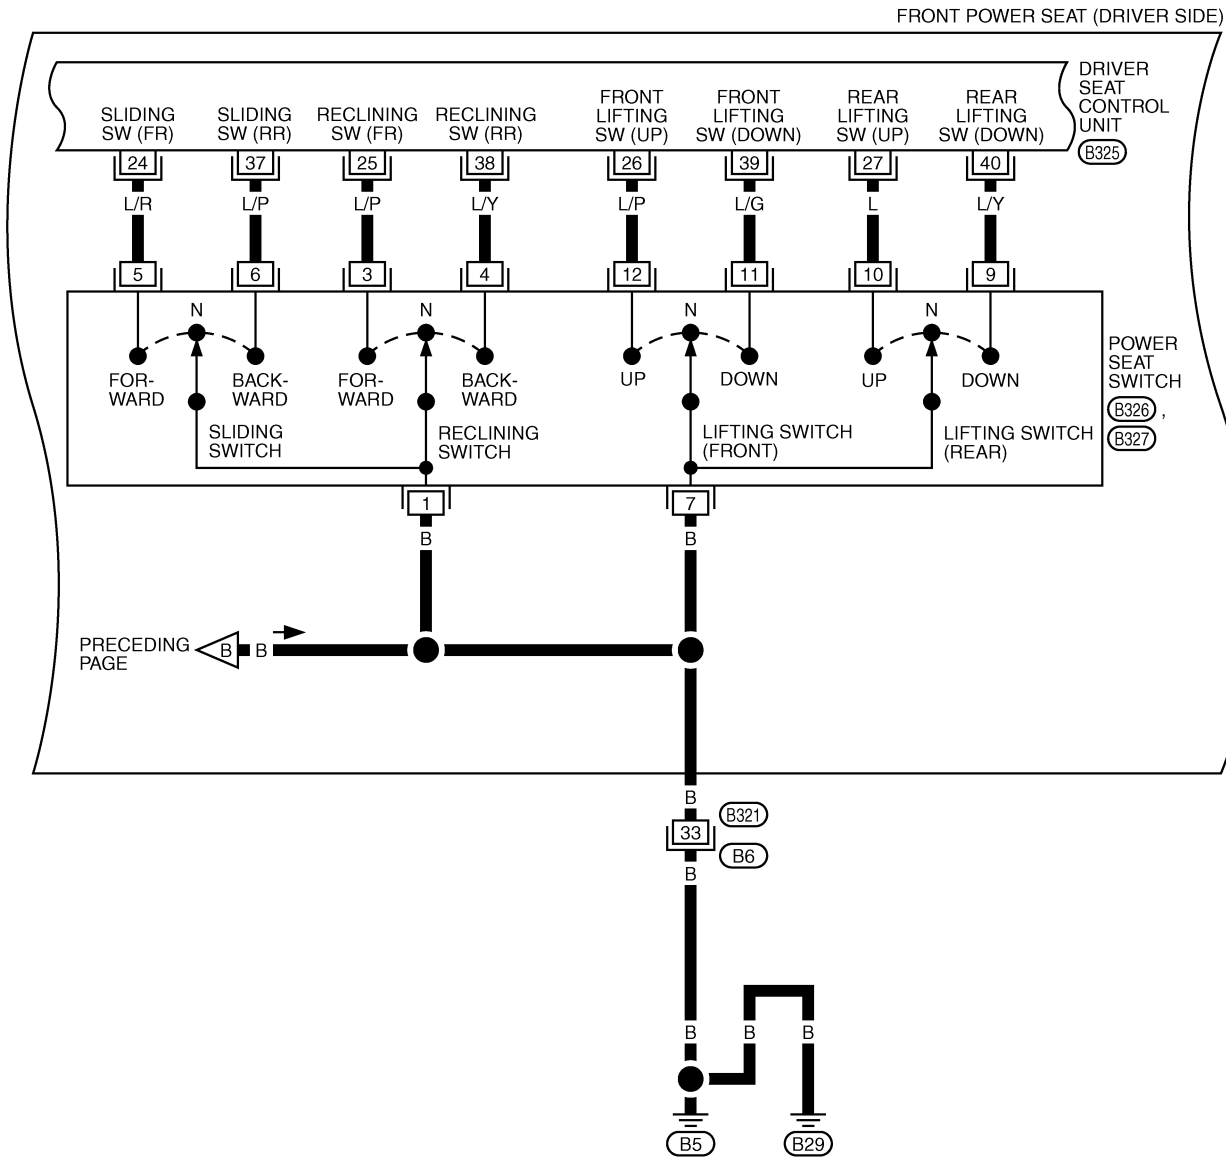 FRONT POWER SEAT (DRIVER SIDE)
DRIVER
SEAT
CONTROL
UNIT
B325
SLIDING
SW (FR)
SLIDING
SW (RR)
RECLINING
SW (FR)
RECLINING
SW (RR)
FRONT
LIFTING
SW (UP)
FRONT
LIFTING
SW (DOWN)
REAR
LIFTING
SW (UP)
REAR
LIFTING
SW (DOWN)
24 37 25 38 26 39 27 40
L/R L/P L/P L/Y L/P L/G L L/Y
5 6 3 4 12 11 10 9
N N N N
FOR-
WARD
BACK-
WARD
FOR-
WARD
BACK-
WARD
UP DOWN UP DOWN
POWER
SEAT
SWITCH
B326 ,
B327
SLIDING
SWITCH
RECLINING
SWITCH
LIFTING SWITCH
(FRONT)
LIFTING SWITCH
(REAR)
1 7
B B
PRECEDING
PAGE
B B
B
B321
33
B6
B
B B B
B5 B29